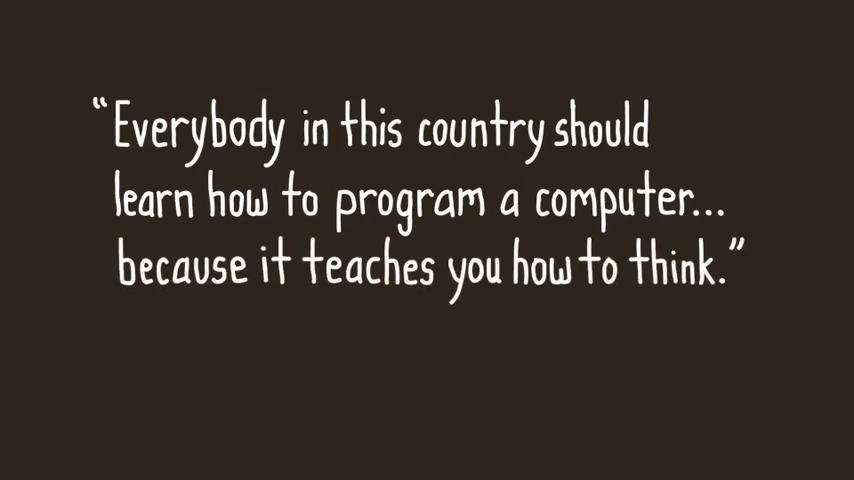 “Everybody in this country should
learn how to program a computer...
because it teaches you how to think.”